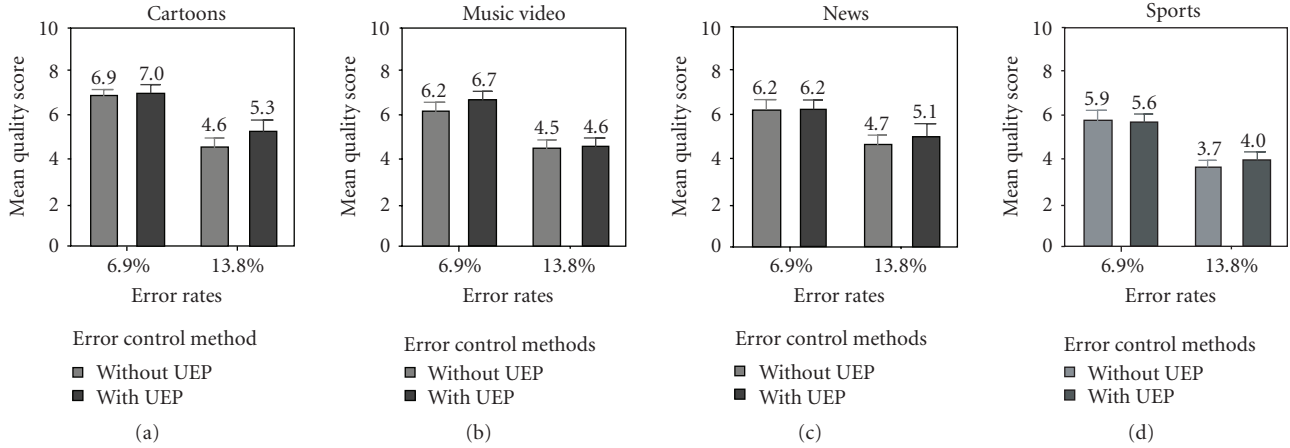 Cartoons
10
8
6
4
2
0
Mean quality score
6.9
7.0
4.6
5.3
6.9%
13.8%
Error rates
Error control method
Without UEP
With UEP
(a)
Music video
10
8
6
4
2
0
Mean quality score
6.2
6.7
4.5
4.6
6.9%
13.8%
Error rates
Error control methods
Without UEP
With UEP
(b)
News
10
8
6
4
2
0
Mean quality score
6.2
6.2
4.7
5.1
6.9%
13.8%
Error rates
Error control methods
Without UEP
With UEP
(c)
Sports
10
8
6
4
2
0
Mean quality score
5.9
5.6
3.7
4.0
6.9%
13.8%
Error rates
Error control methods
Without UEP
With UEP
(d)